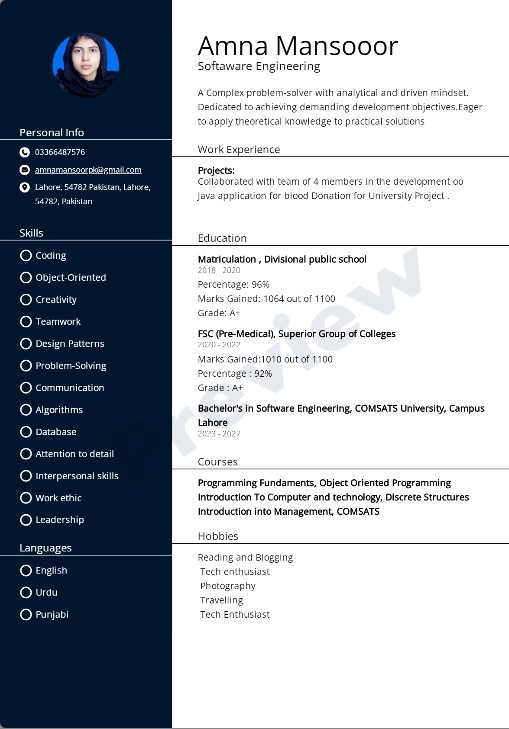 Amna Mansooor
Softaware Engineering
A Complex problem-solver with analytical and driven mindset.
Dedicated to achieving demanding development objectives.Eager
to apply theoretical knowledge to practical solutions
Personal Info
03366487576
amnamansoorpk@gmail.com
Lahore, 54782 Pakistan, Lahore,
54782, Pakistan
Skills
Coding
Object-Oriented
Creativity
Teamwork
Design Patterns
Problem-Solving
Communication
Algorithms
Database
Attention to detail
Interpersonal skills
Work ethic
Leadership
Languages
English
Urdu
Punjabi
Work Experience
Projects:
Collaborated with team of 4 members in the development oo
Java application for blood Donation for University Project .
Education
Matriculation , Divisional public school
2018 2020
Percentage: 96%
Marks Gained: 1064 out of 1100
Grade: A+
FSC (Pre-Medical), Superior Group of Colleges
2020 - 2022
Marks Gained:1010 out of 1100
Percentage : 92%
Grade : A+
Bachelor's in Software Engineering, COMSATS University, Campus
Lahore
2023 - 2027
Courses
Programming Fundaments, Object Oriented Programming
Introduction To Computer and technology, Discrete Structures
Introduction into Management, COMSATS
Hobbies
Reading and Blogging
Tech enthusiast
Photography
Travelling
Tech Enthusiast
Preview